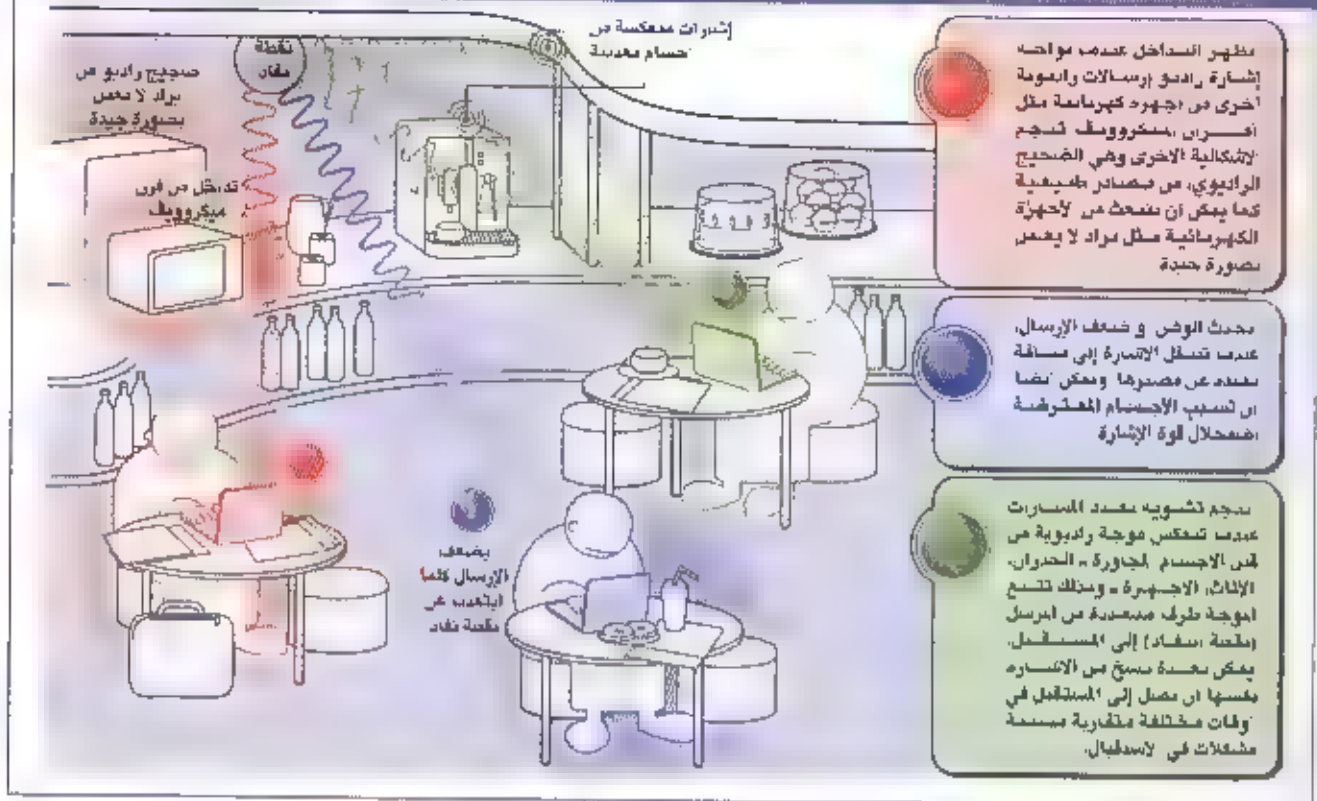 إشارات منعكسة من
أجسام معدنية
نقطة
نفاذ
ضجيج راديو من
براد لا يعمل
بصورة جيدة
تداخل من فرن
ميكروويف
يظهر التداخل عندما تواجه
إشارة راديو إرسالات راديوية
أخرى من أجهزة كهربائية مثل
أفران ميكروويف تنجم
الإشكالية الأخرى وهي الضجيج
الراديوي، من مصادر طبيعية
كما يمكن أن تنبعث من الأجهزة
الكهربائية مثل براد لا يعمل
بصورة جيدة
يحدث الوهن و ضعف الإرسال،
عندما تنتقل الإشارة إلى مسافة
بعيدة عن مصدرها ويمكن أيضا
أن تسبب الأجسام المعترضة
اضمحلال قوة الإشارة
ينجم تشويه متعدد المسارات
عندما تنعكس موجة راديوية من
قبل الأجسام المجاورة ـ الجدران،
الأثاث، الأجهزة ـ وبذلك تتبع
الموجة طرق متعددة من المرسل
(نقطة نفاذ) إلى المستقبل،
يمكن لعدة نسخ من الإشارة
نفسها أن تصل إلى المستقبل في
أوقات مختلفة متقاربة مسببة
مشكلات في الاستقبال.
يضعف
الإرسال كلما
ابتعدت عن
نقطة نفاذ